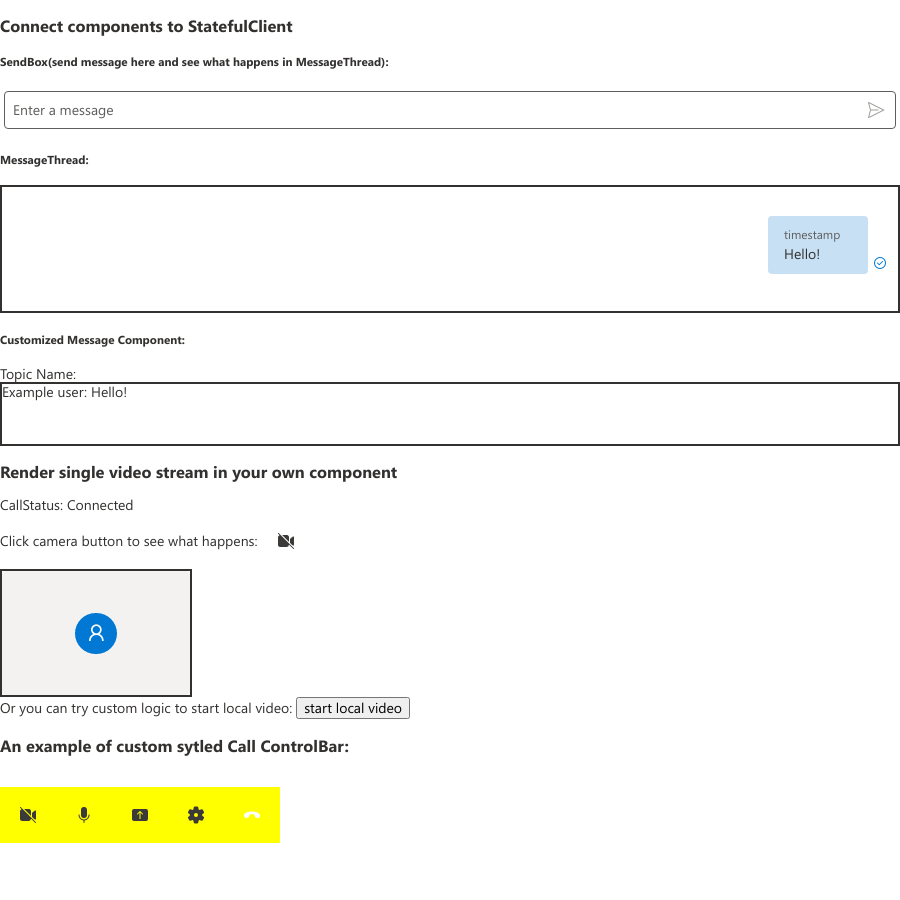 Connect components to StatefulClient
SendBox(send message here and see what happens in MessageThread):
Enter a message
MessageThread:
timestamp
Hello!
Customized Message Component:
Topic Name:
Example user: Hello!
Render single video stream in your own component
CallStatus: Connected
Click camera button to see what happens:
Or you can try custom logic to start local video: start local video
An example of custom sytled Call ControlBar: